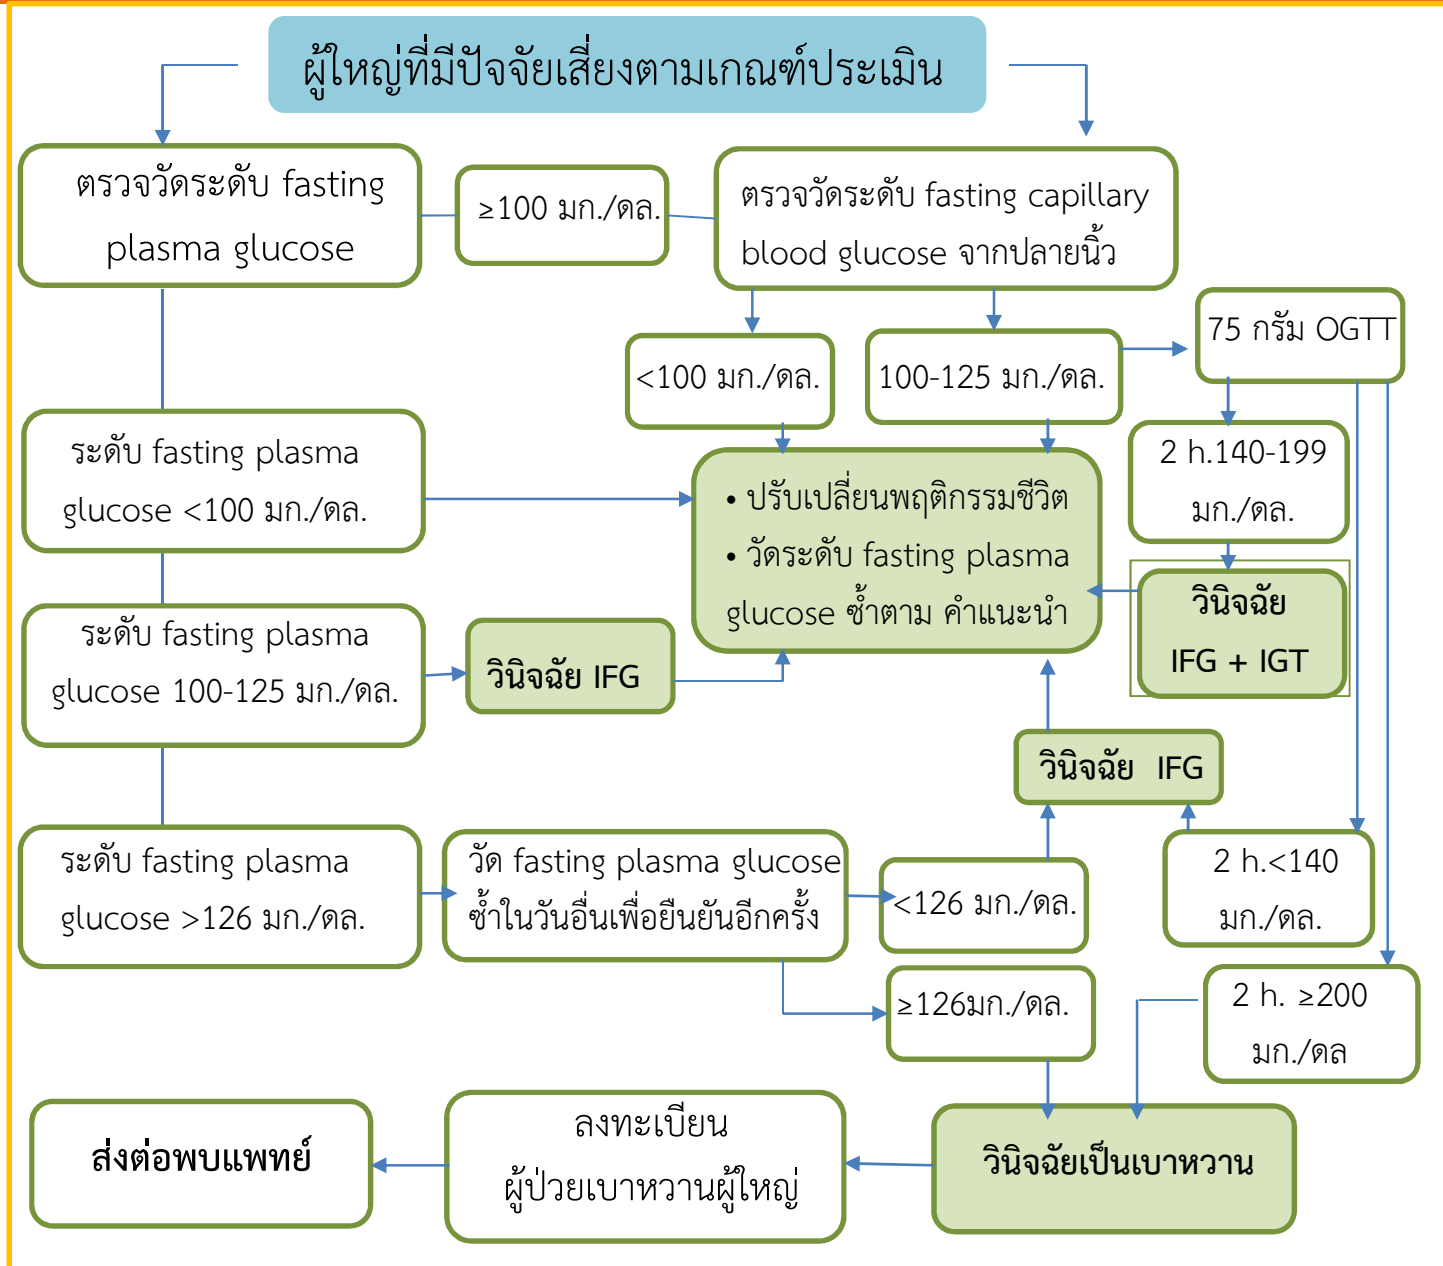 ผู้ใหญ่ที่มีปัจจัยเสี่ยงตามเกณฑ์ประเมิน
ตรวจวัดระดับ fasting
plasma glucose
≥100 มก./ดล.
ตรวจวัดระดับ fasting capillary
blood glucose จากปลายนิ้ว
75 กรัม OGTT
<100 มก./ดล.
100-125 มก./ดล.
ระดับ fasting plasma
glucose <100 มก./ดล.
• ปรับเปลี่ยนพฤติกรรมชีวิต
• วัดระดับ fasting plasma
glucose ซ้ำตาม คำแนะนำ
2 h.140-199
มก./ดล.
วินิจฉัย
IFG + IGT
ระดับ fasting plasma
glucose 100-125 มก./ดล.
วินิจฉัย IFG
วินิจฉัย  IFG
ระดับ fasting plasma
glucose >126 มก./ดล.
วัด fasting plasma glucose
ซ้ำในวันอื่นเพื่อยืนยันอีกครั้ง
<126 มก./ดล.
2 h.<140
มก./ดล.
≥126มก./ดล.
2 h. ≥200
มก./ดล
ส่งต่อพบแพทย์
ลงทะเบียน
ผู้ป่วยเบาหวานผู้ใหญ่
วินิจฉัยเป็นเบาหวาน